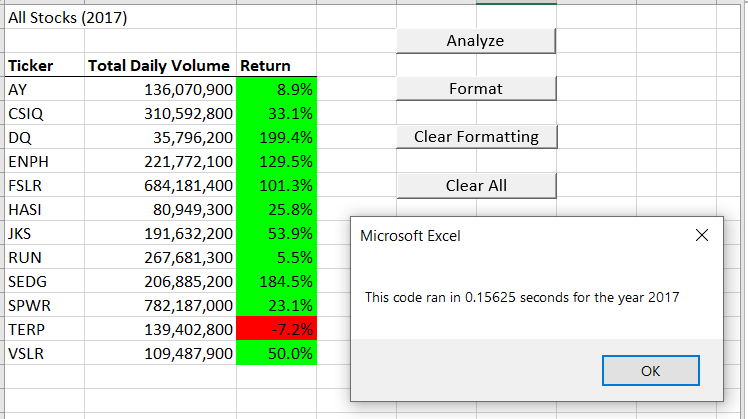 All Stocks (2017)
Ticker Total Daily Volume Return
AY 136,070,900 8.9%
CSIQ 310,592,800 33.1%
DQ 35,796,200 199.4%
ENPH 221,772,100 129.5%
FSLR 684,181,400 101.3%
HASI 80,949,300 25.8%
JKS 191,632,200 53.9%
RUN 267,681,300 5.5%
SEDG 206,885,200 184.5%
SPWR 782,187,000 23.1%
TERP 139,402,800 -7.2%
VSLR 109,487,900 50.0%
Analyze
Format
Clear Formatting
Clear All
Microsoft Excel
This code ran in 0.15625 seconds for the year 2017
OK